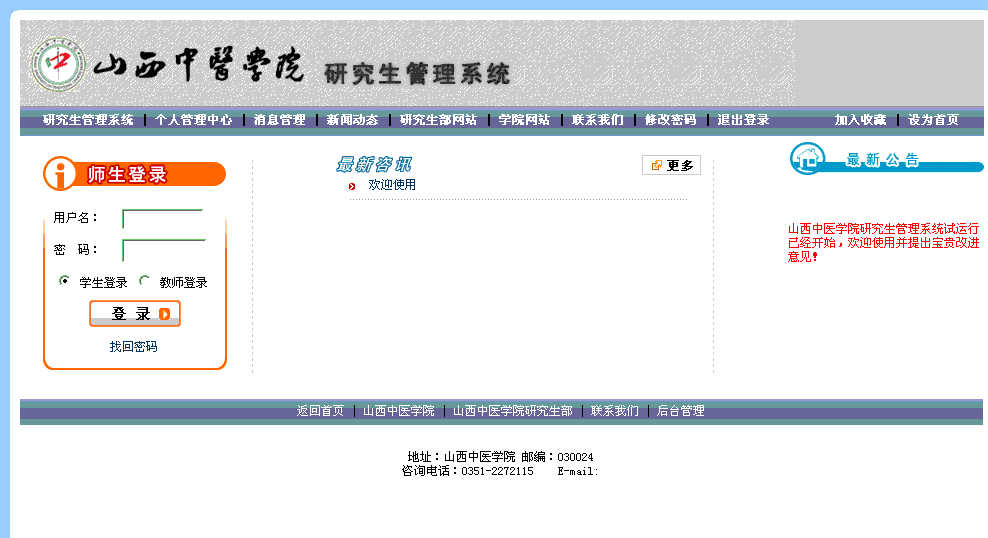 山西中醫学院 研究生管理系统
研究生管理系统 | 个人管理中心 | 消息管理 | 新闻动态 | 研究生部网站 | 学院网站 | 联系我们 | 修改密码 | 退出登录 加入收藏 | 设为首页
师生登录
用户名：
密 码：
学生登录 教师登录
登 录
找回密码
最新咨讯 更多
欢迎使用
最新公告
山西中医学院研究生管理系统试运行
已经开始，欢迎使用并提出宝贵改进
意见！
返回首页 | 山西中医学院 | 山西中医学院研究生部 | 联系我们 | 后台管理
地址：山西中医学院 邮编：030024
咨询电话：0351-2272115 E-mail: